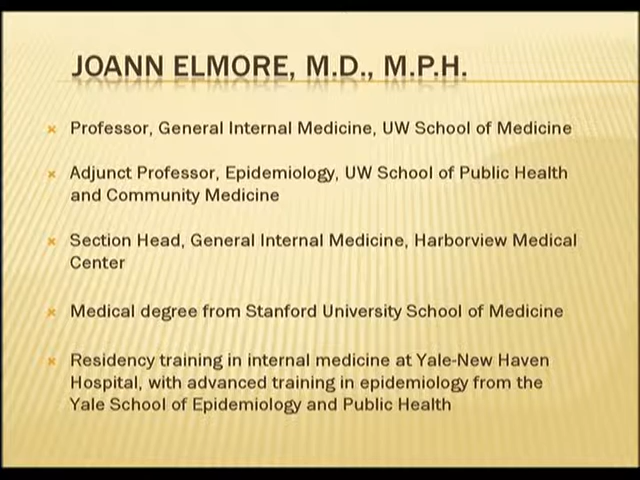 JOANN ELMORE, M.D., M.P.H.
Professor, General Internal Medicine, UW School of Medicine
Adjunct Professor, Epidemiology, UW School of Public Health
and Community Medicine
Section Head, General Internal Medicine, Harborview Medical
Center
Medical degree from Stanford University School of Medicine
Residency training in internal medicine at Yale-New Haven
Hospital, with advanced training in epidemiology from the
Yale School of Epidemiology and Public Health